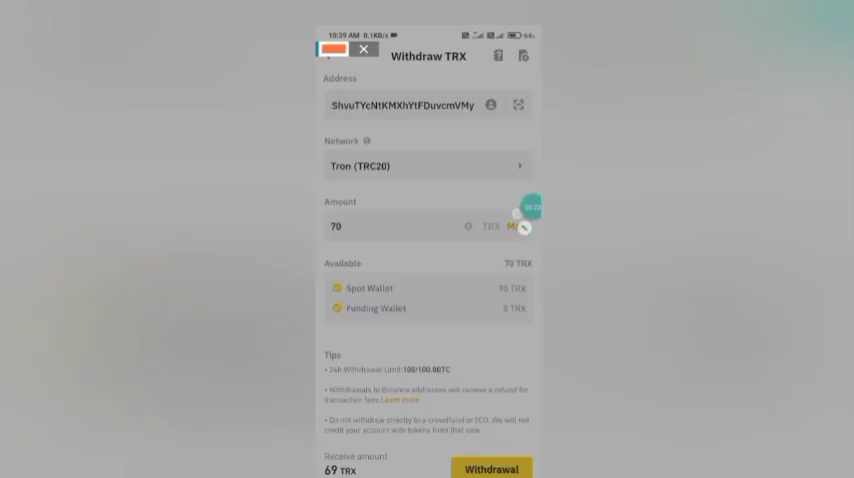 10:39 AM 0.1KB/s
64
Withdraw TRX
Address
ShvuTYcNtKMXhYtFDuvcmVMy
Network
Tron (TRC20)
Amount
70 TRX
Available 70 TRX
Spot Wallet 70 TRX
Funding Wallet 0 TRX
Tips
• 24h Withdrawal Limit:100/100.0BTC
• Withdrawals to Binance addresses will receive a refund for
transaction fees.Learn more
• Do not withdraw directly to a crowdfund or ICO. We will not
credit your account with tokens from that sale.
Receive amount
69 TRX
Withdrawal